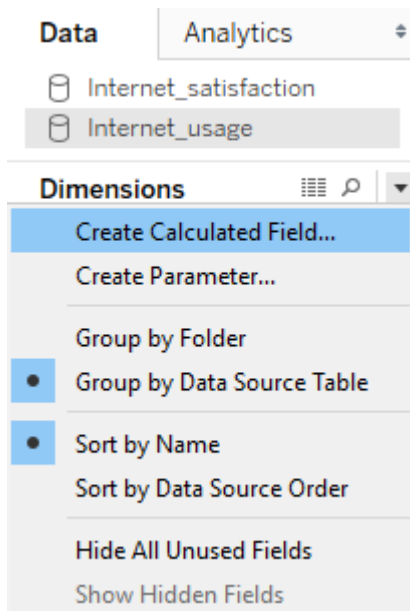 Data Analytics
Internet_satisfaction
Internet_usage
Dimensions
Create Calculated Field...
Create Parameter...
Group by Folder
Group by Data Source Table
Sort by Name
Sort by Data Source Order
Hide All Unused Fields
Show Hidden Fields